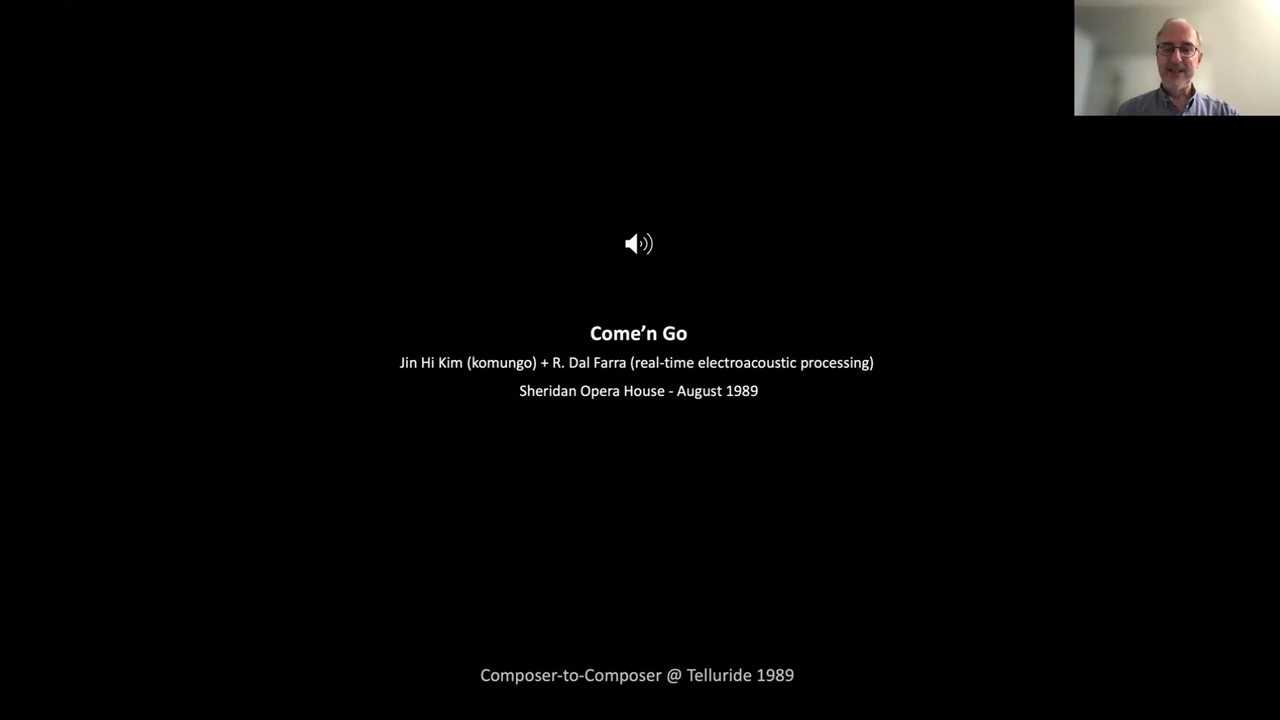 Come’n Go
Jin Hi Kim (komungo) + R. Dal Farra (real-time electroacoustic processing)
Sheridan Opera House - August 1989
Composer-to-Composer @ Telluride 1989